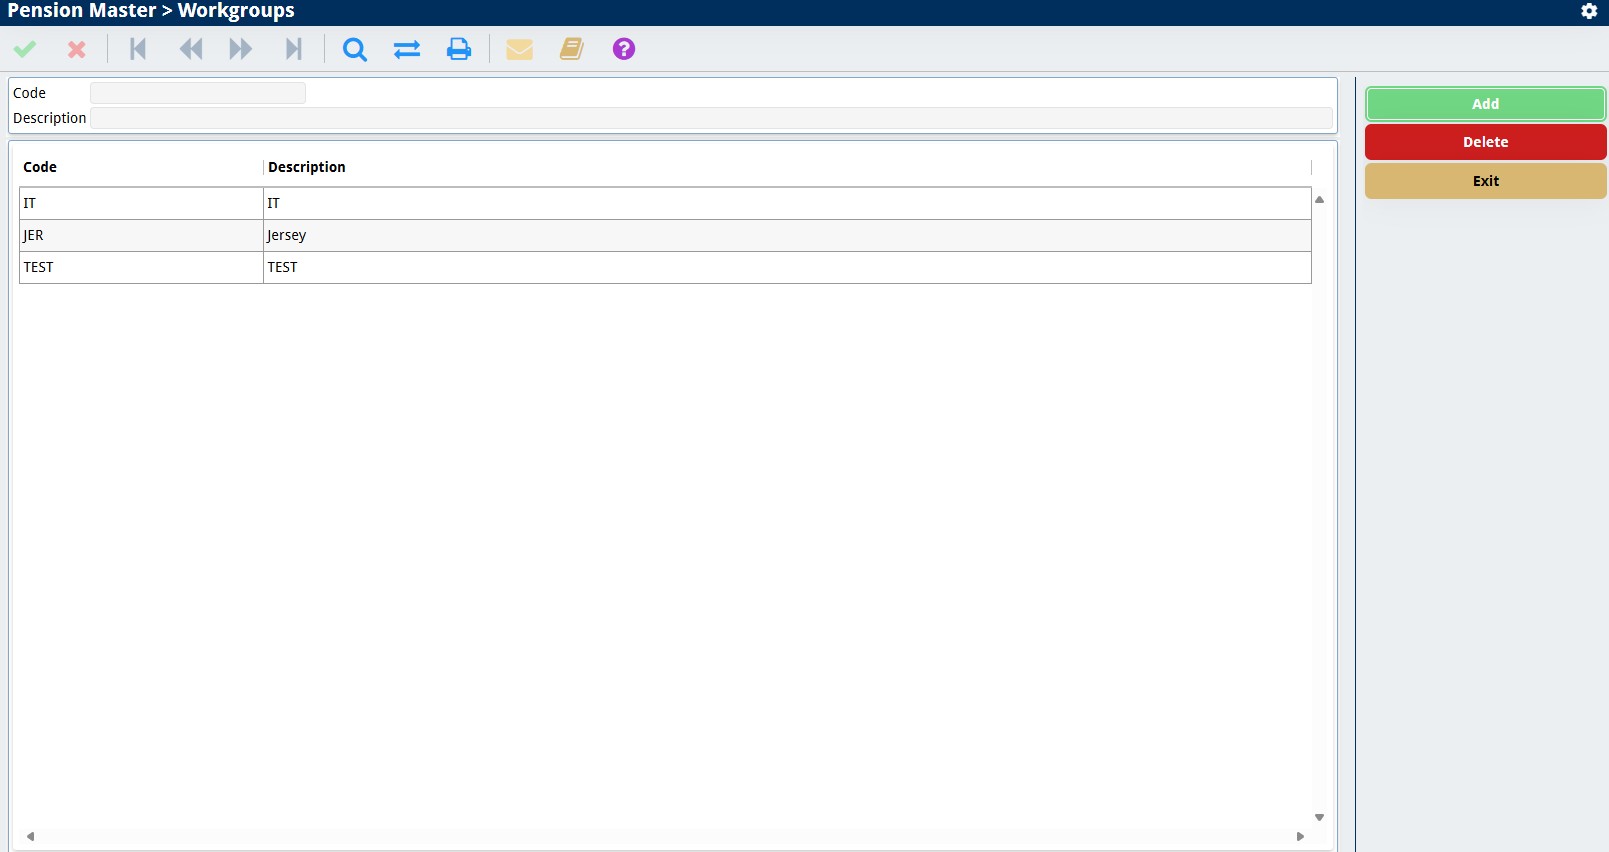 Pension Master > Workgroups
Code
Description
Add
Delete
Exit
Code Description
IT IT
JER Jersey
TEST TEST